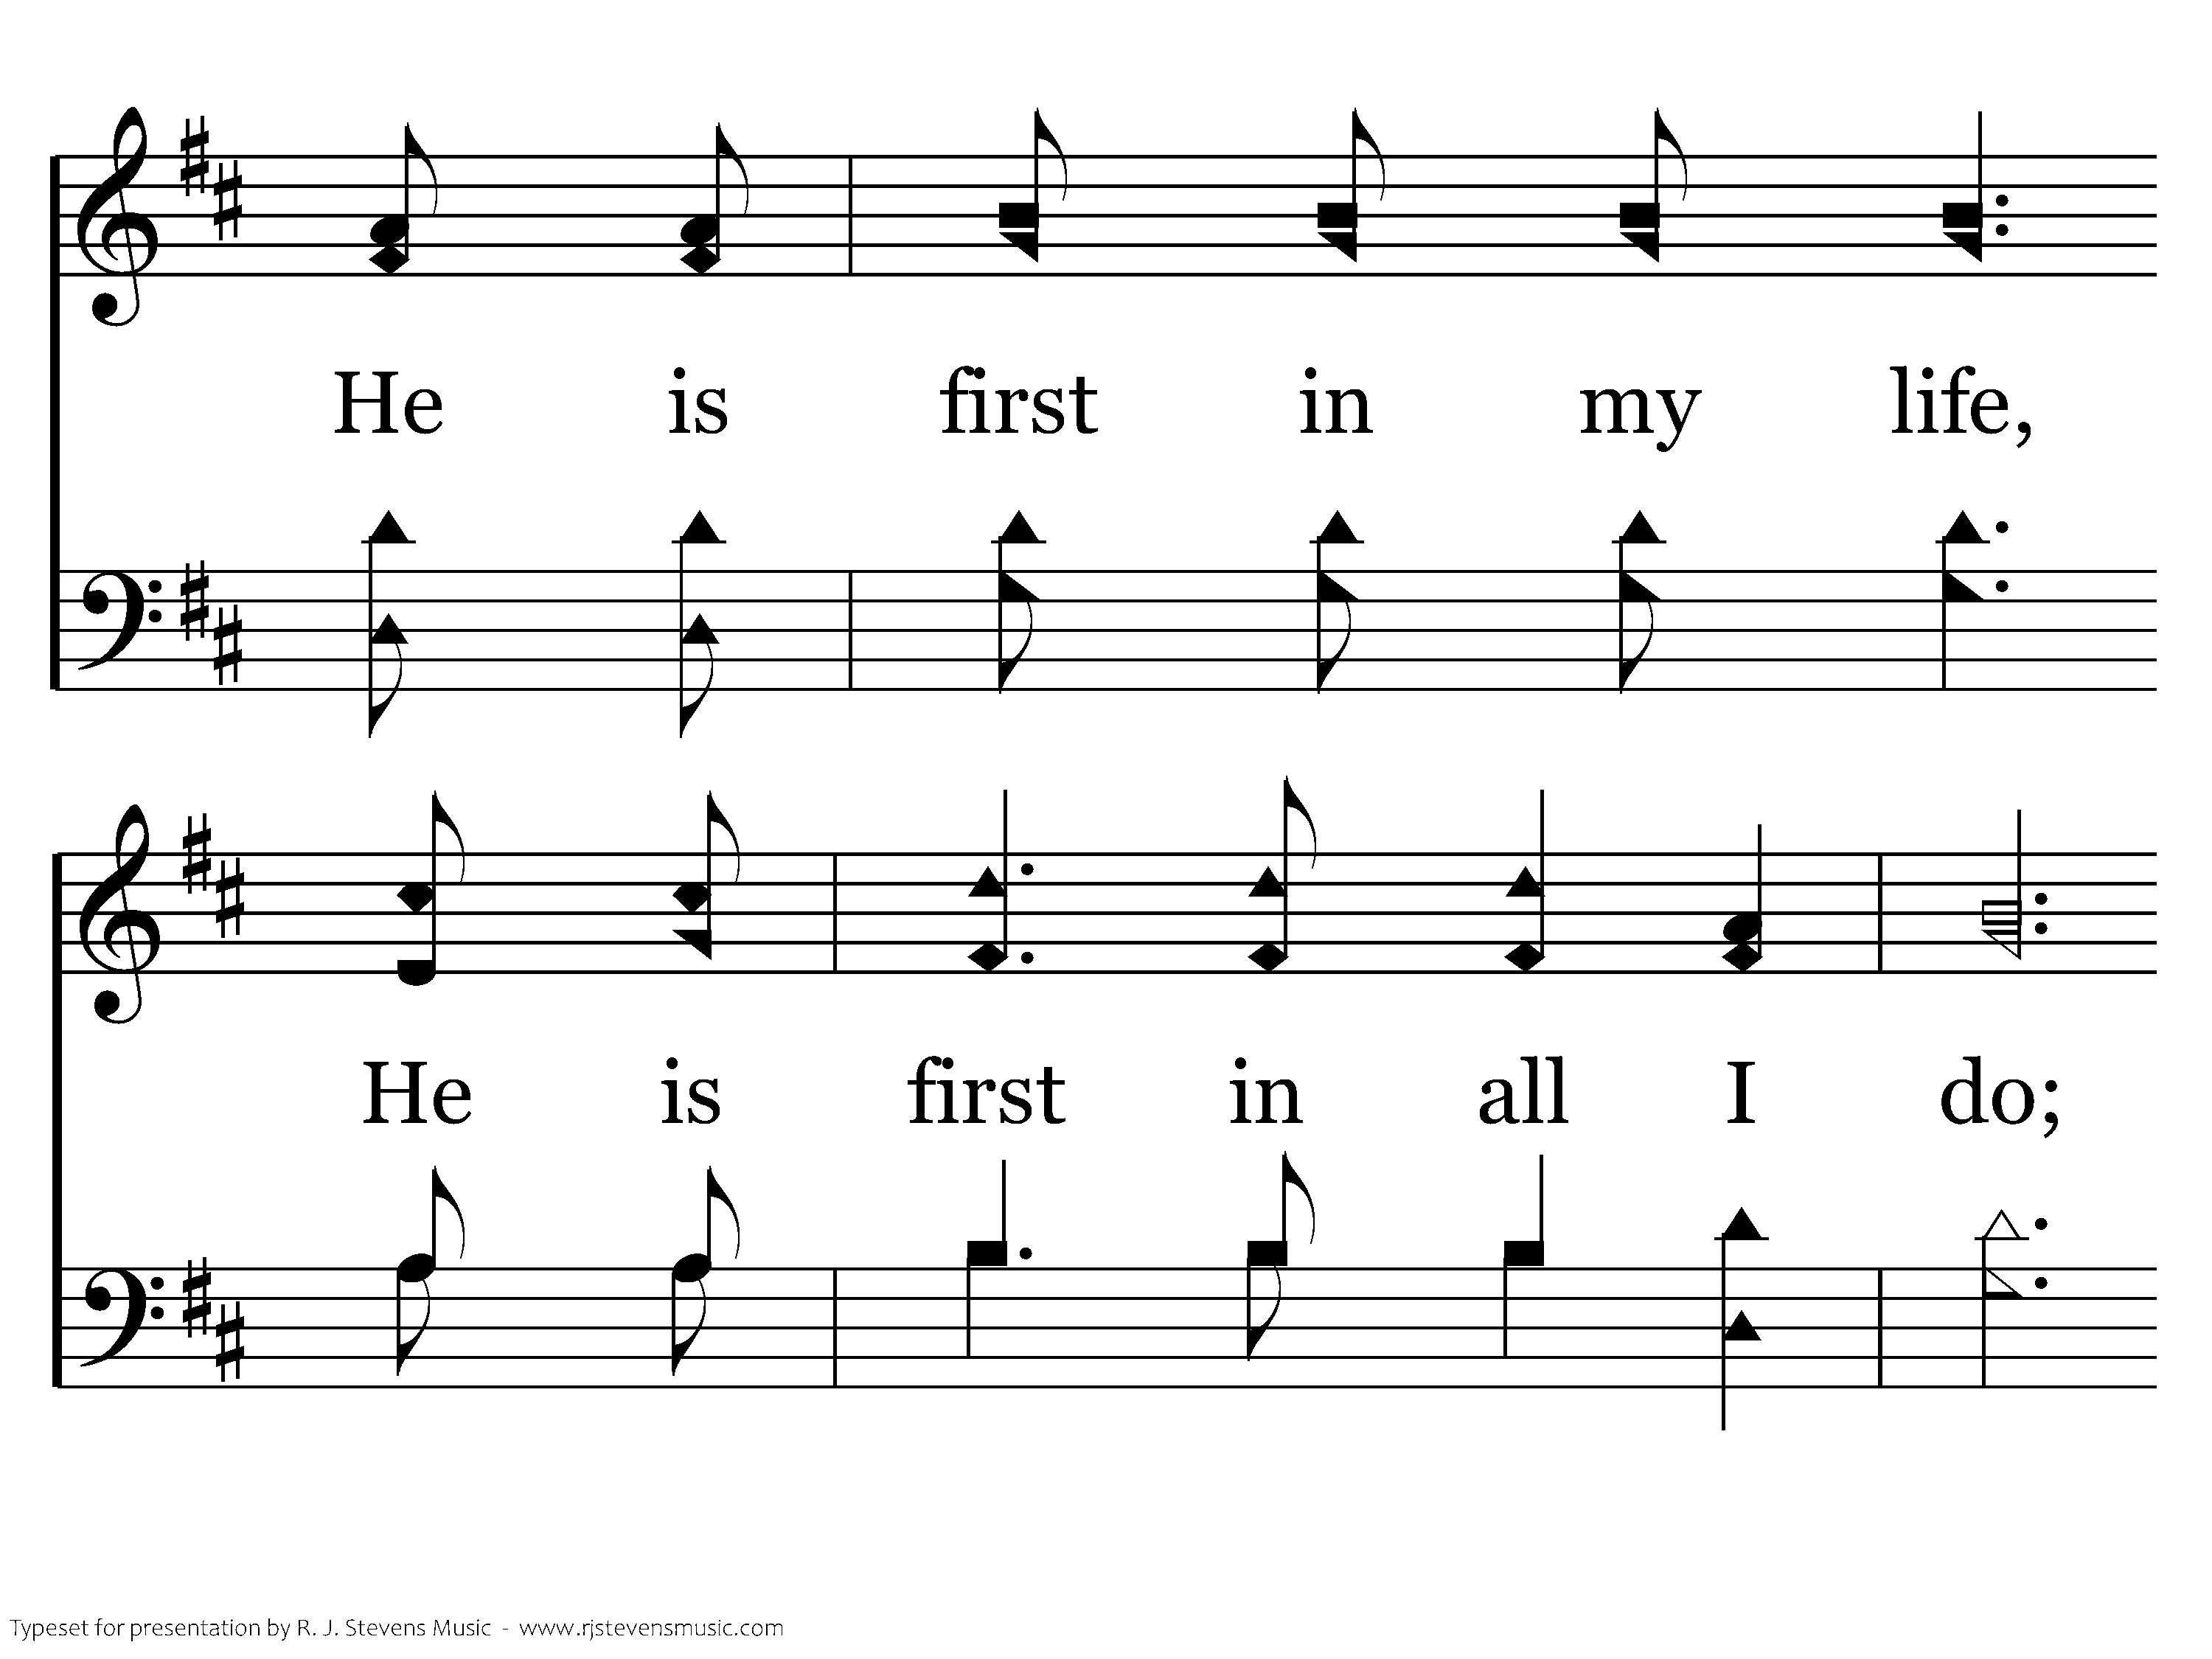 He is first in my life,
He is first in all I do;
Typeset for presentation by R. J. Stevens Music - www.rjstevensmusic.com